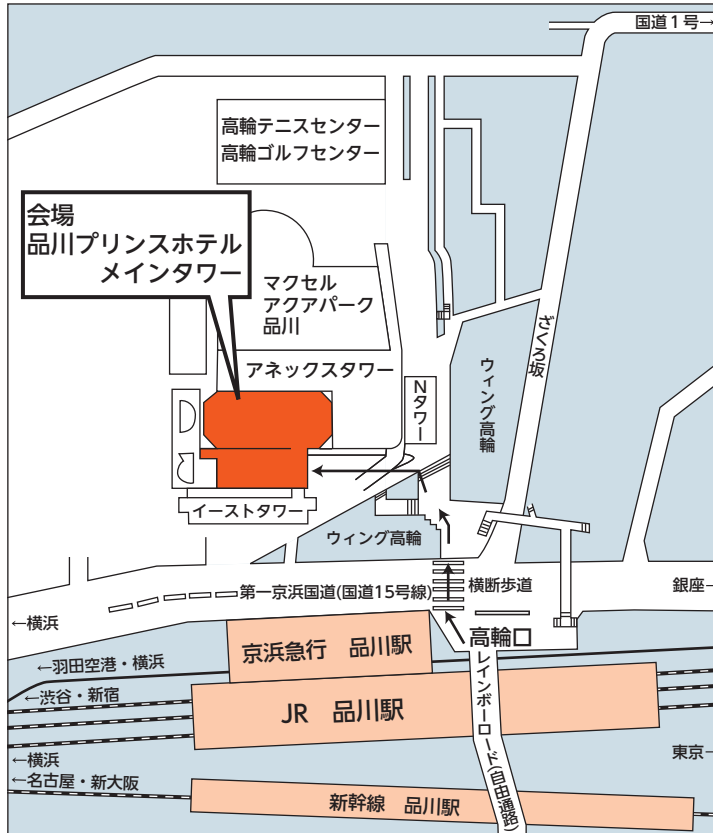 国道1号→
高輪テニスセンター
高輪ゴルフセンター
会場
品川プリンスホテル
メインタワー
マクセル
アクアパーク
品川
ざくろ坂
アネックスタワー
Nタワー
ウィング高輪
イーストタワー
ウィング高輪
第一京浜国道(国道15号線)
横断歩道
銀座→
←横浜
高輪口
京浜急行 品川駅
←羽田空港・横浜
←渋谷・新宿
JR 品川駅
レインボーロード(自由通路)
←横浜
東京→
←名古屋・新大阪
新幹線 品川駅